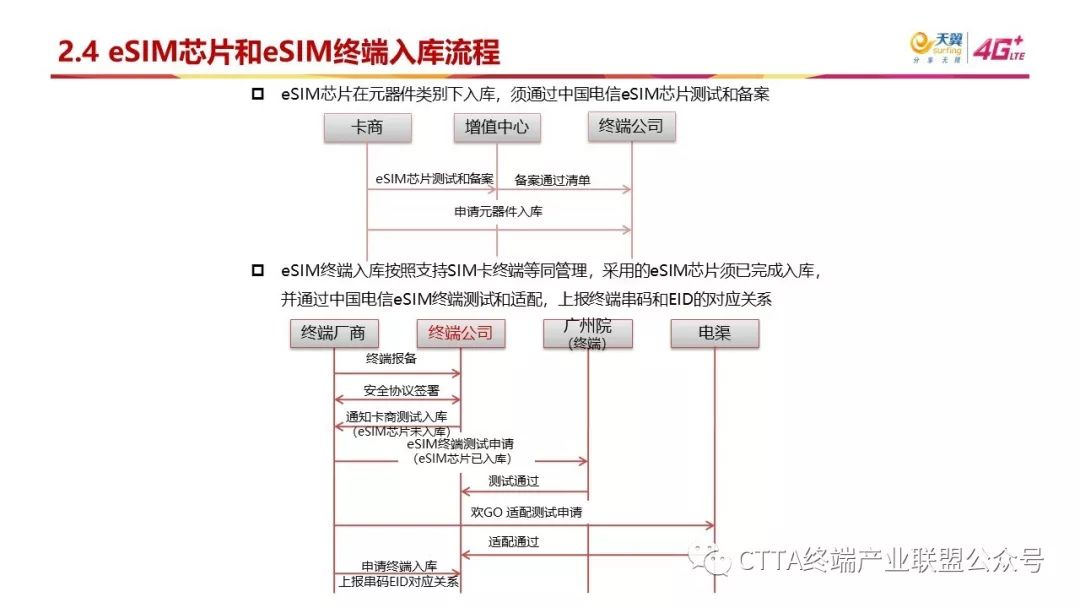 2.4 eSIM芯片和eSIM终端入库流程
天翼
surfing
分享无限
4G+
LTE
eSIM芯片在元器件类别下入库，须通过中国电信eSIM芯片测试和备案
卡商
增值中心
终端公司
eSIM芯片测试和备案
备案通过清单
申请元器件入库
eSIM终端入库按照支持SIM卡终端等同管理，采用的eSIM芯片须已完成入库，
并通过中国电信eSIM终端测试和适配，上报终端串码和EID的对应关系
终端厂商
终端公司
广州院
（终端）
电渠
终端报备
安全协议签署
通知卡商测试入库
（eSIM芯片未入库）
eSIM终端测试申请
（eSIM芯片已入库）
测试通过
欢GO 适配测试申请
适配通过
申请终端入库
上报串码EID对应关系
CTTA终端产业联盟公众号